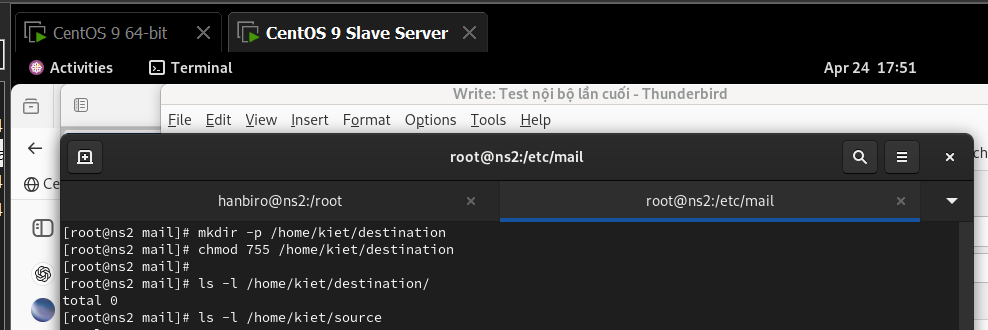 CentOS 9 64-bit
CentOS 9 Slave Server
Activities
Terminal
Apr 24 17:51
Write: Test nội bộ lần cuối - Thunderbird
File Edit View Insert Format Options Tools Help
root@ns2:/etc/mail
Ce
hanbiro@ns2:/root
root@ns2:/etc/mail
[root@ns2 mail]# mkdir -p /home/kiet/destination
[root@ns2 mail]# chmod 755 /home/kiet/destination
[root@ns2 mail]#
[root@ns2 mail]# ls -l /home/kiet/destination/
total 0
[root@ns2 mail]# ls -l /home/kiet/source